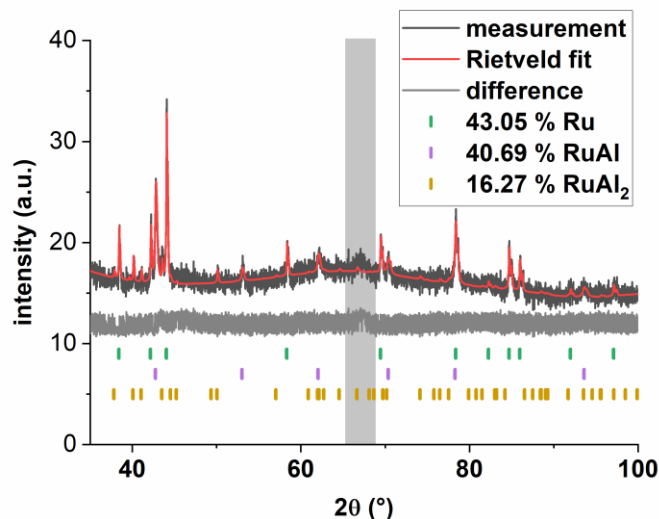 40
30
20
10
0
intensity (a.u.)
measurement
Rietveld fit
difference
43.05 % Ru
40.69 % RuAl
16.27 % RuAl₂
40
60
80
100
2θ (°)